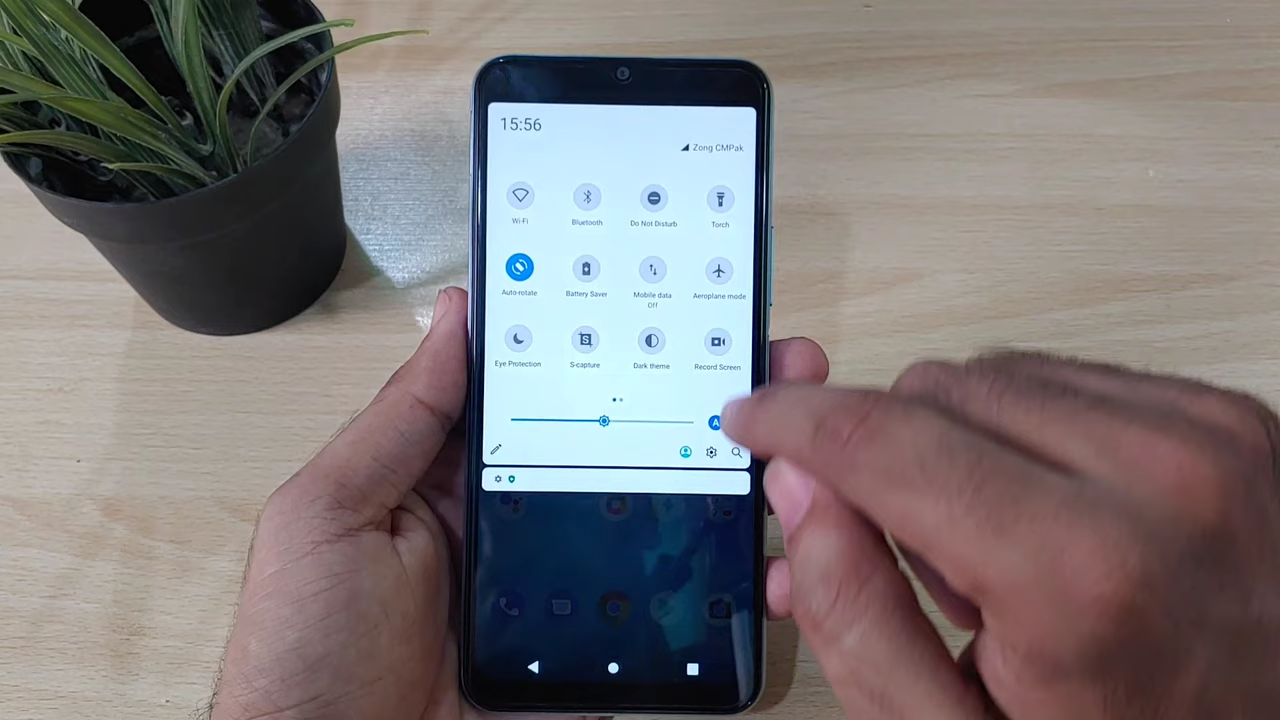 15:56
Zong CMPak
Wi-Fi Bluetooth Do Not Disturb Torch
Auto-rotate Battery Saver Mobile data Aeroplane mode
Off
Eye Protection S-capture Dark theme Record Screen
A